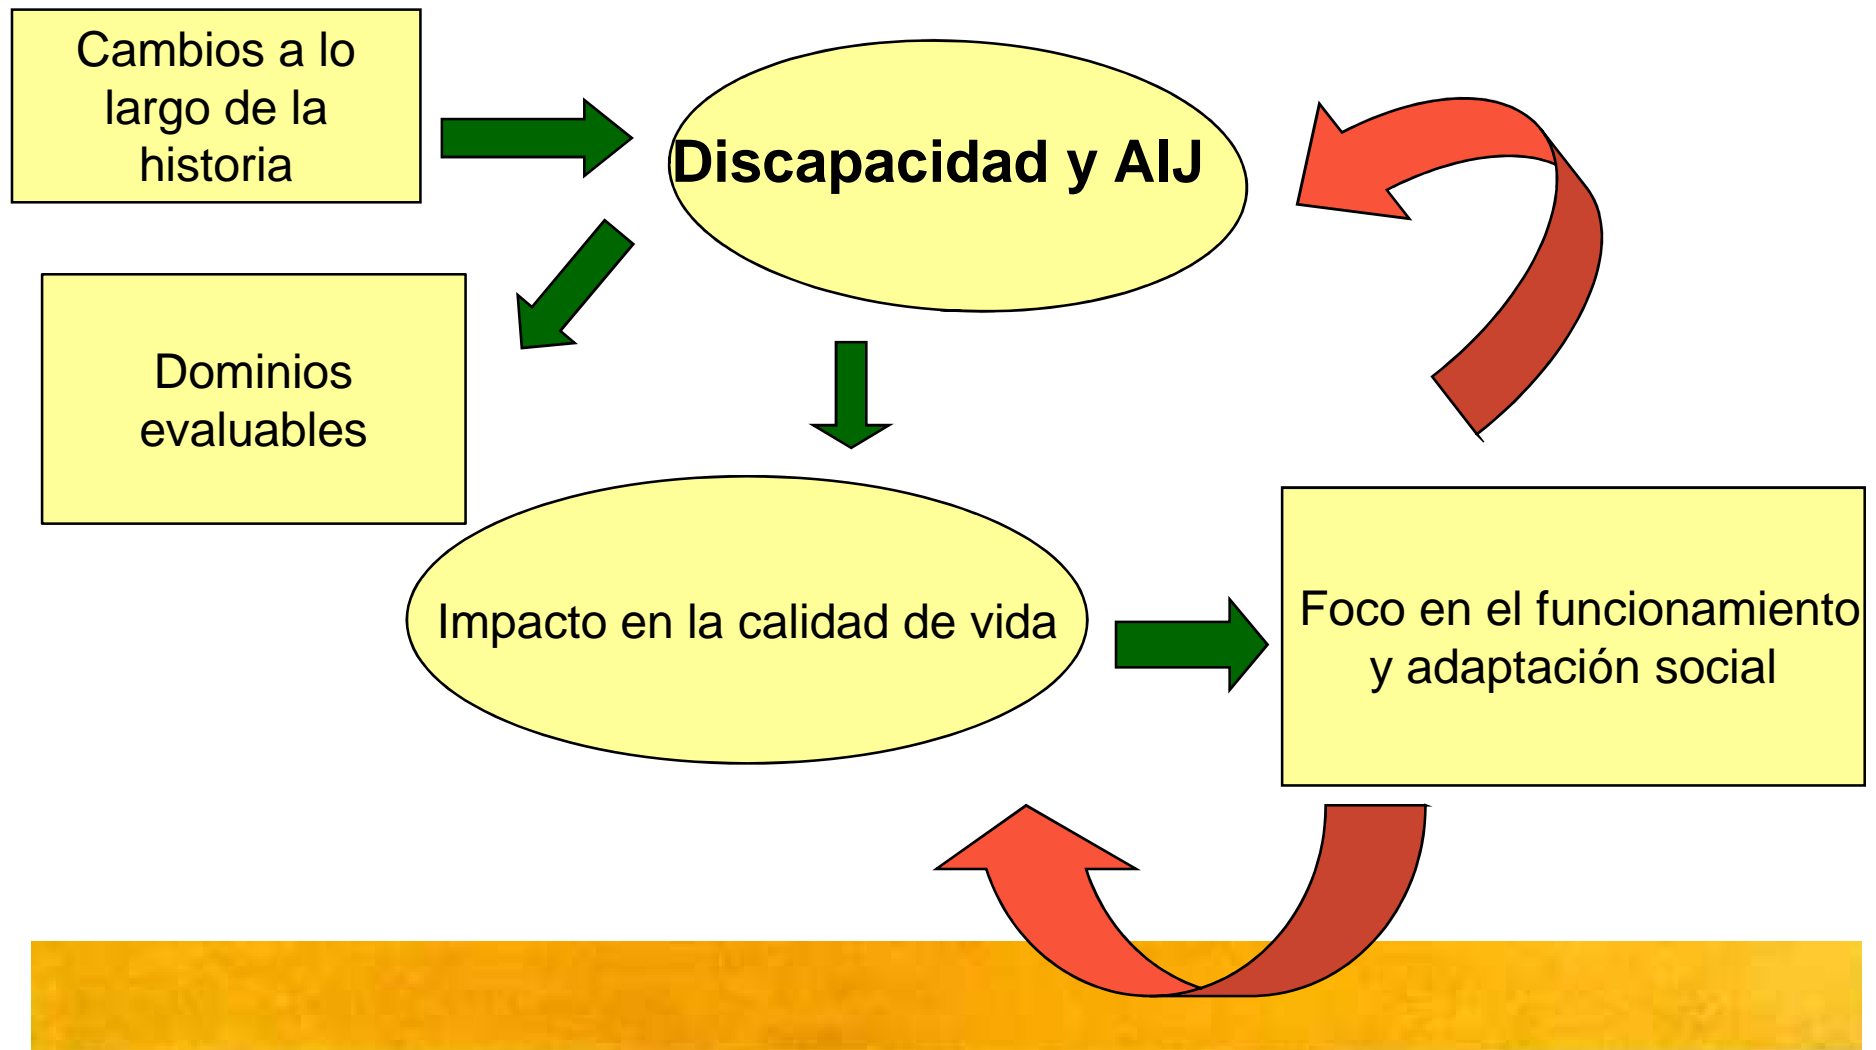 Cambios a lo
largo de la
historia
Discapacidad y AIJ
Dominios
evaluables
Impacto en la calidad de vida
Foco en el funcionamiento
y adaptación social